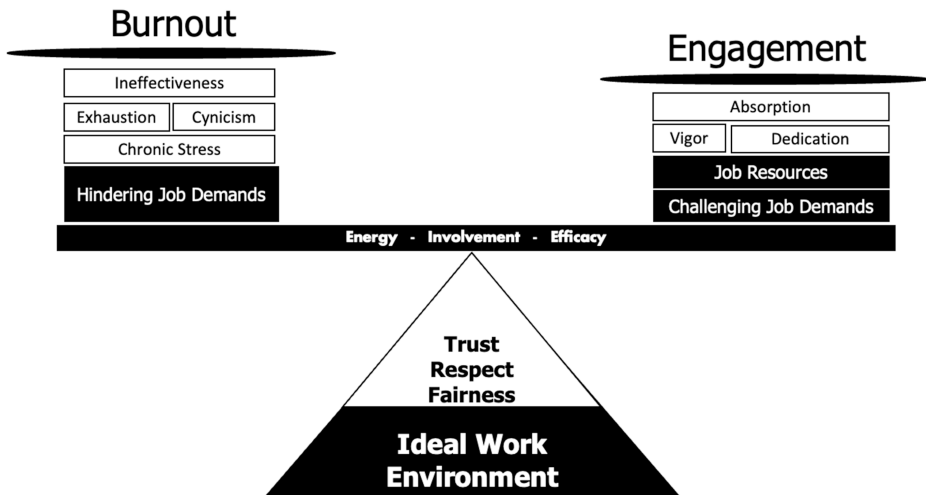 Burnout
Ineffectiveness
Exhaustion
Cynicism
Chronic Stress
Hindering Job Demands
Engagement
Absorption
Vigor
Dedication
Job Resources
Challenging Job Demands
Energy - Involvement - Efficacy
Trust
Respect
Fairness
Ideal Work
Environment